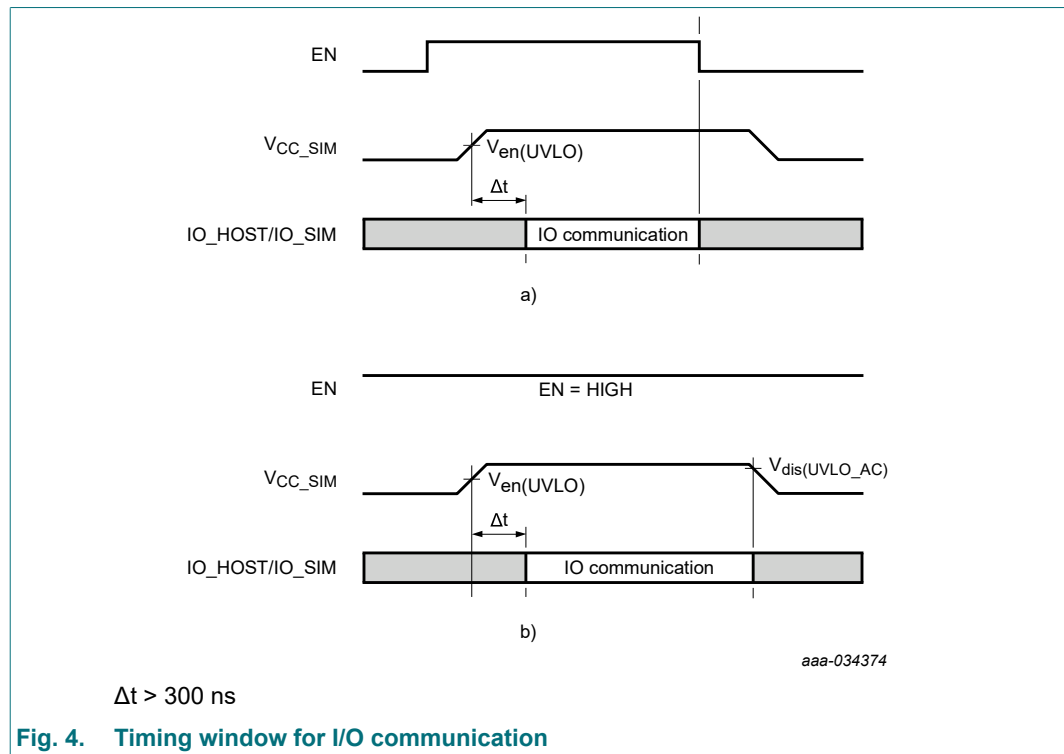 EN
V_CC_SIM
V_en(UVLO)
Δt
IO_HOST/IO_SIM
IO communication
a)
EN
EN = HIGH
V_CC_SIM
V_en(UVLO)
V_dis(UVLO_AC)
Δt
IO_HOST/IO_SIM
IO communication
b)
aaa-034374
Δt > 300 ns
Fig. 4. Timing window for I/O communication